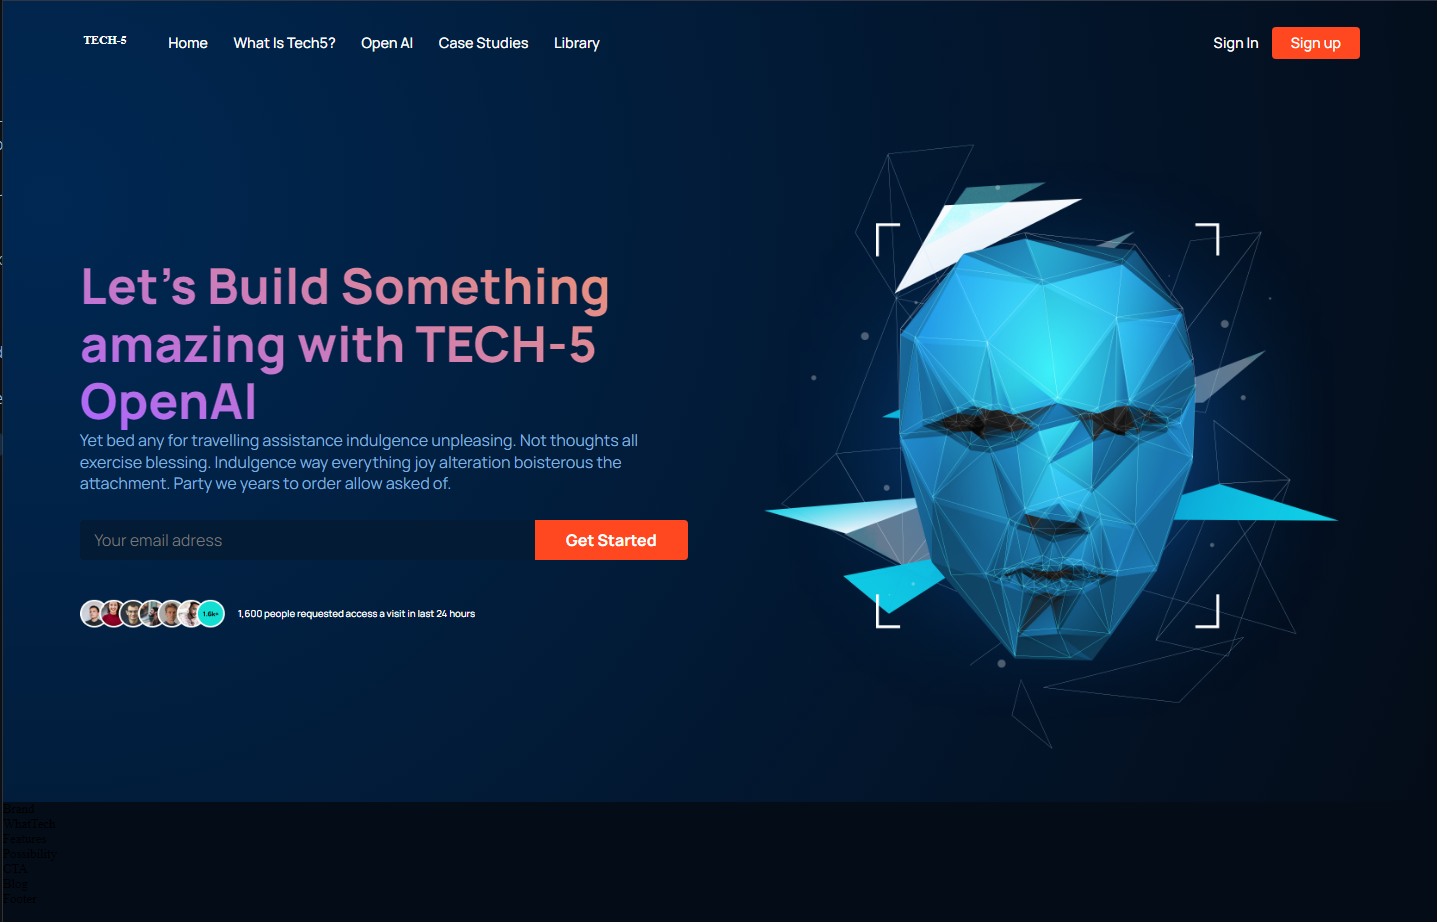 TECH-5
Home What Is Tech5? Open AI Case Studies Library
Sign In Sign up
Let's Build Something
amazing with TECH-5
OpenAI
Yet bed any for travelling assistance indulgence unpleasing. Not thoughts all
exercise blessing. Indulgence way everything joy alteration boisterous the
attachment. Party we years to order allow asked of.
Your email adress
Get Started
1.6k+
1,600 people requested access a visit in last 24 hours
Brand
WhatTech
Features
Possibility
CTA
Blog
Footer